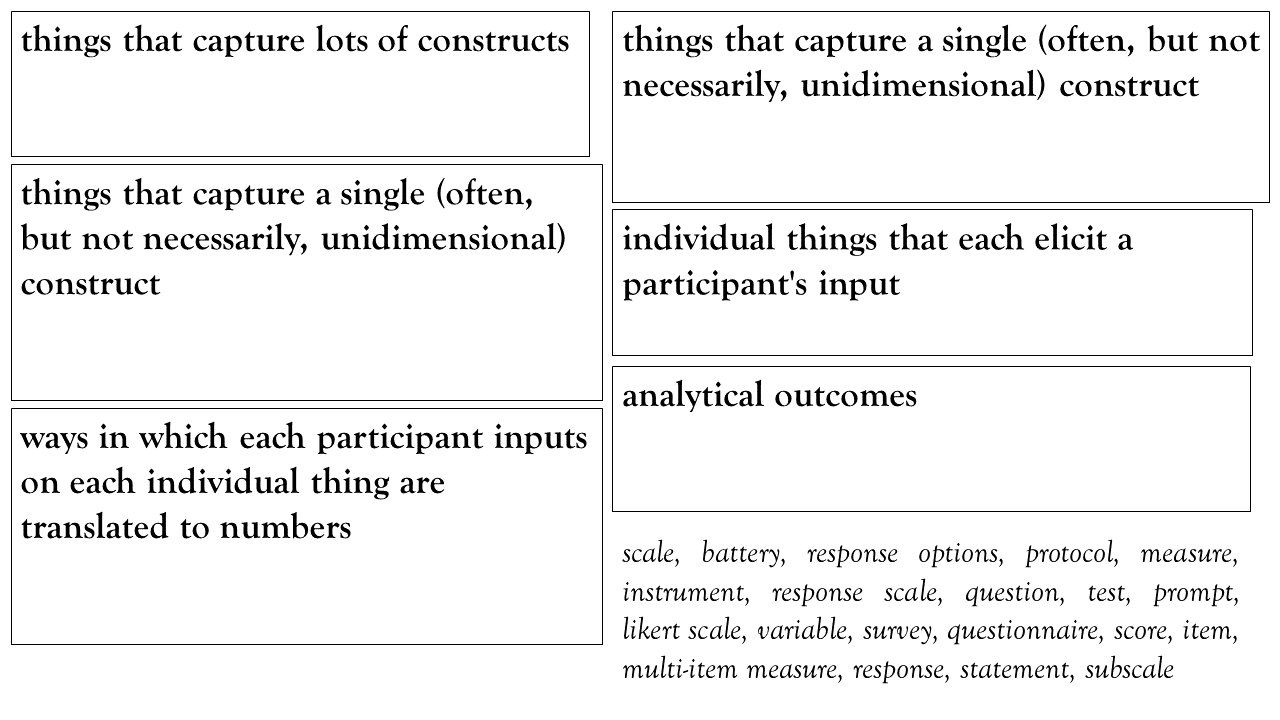 things that capture lots of constructs
things that capture a single (often,
but not necessarily, unidimensional)
construct
ways in which each participant inputs
on each individual thing are
translated to numbers
things that capture a single (often, but not
necessarily, unidimensional) construct
individual things that each elicit a
participant's input
analytical outcomes
scale, battery, response options, protocol, measure,
instrument, response scale, question, test, prompt,
likert scale, variable, survey, questionnaire, score, item,
multi-item measure, response, statement, subscale